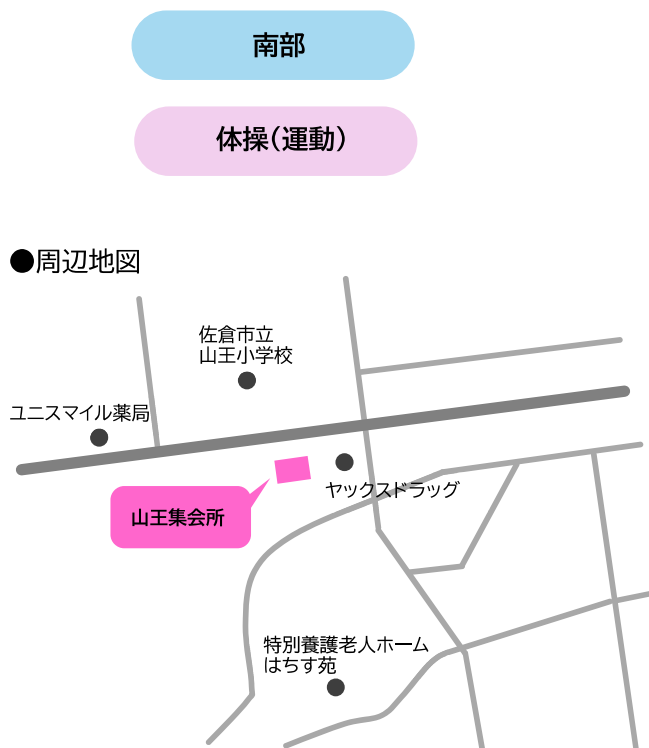 南部
体操(運動)
●周辺地図
佐倉市立
山王小学校
ユニスマイル薬局
ヤックスドラッグ
山王集会所
特別養護老人ホーム
はちす苑